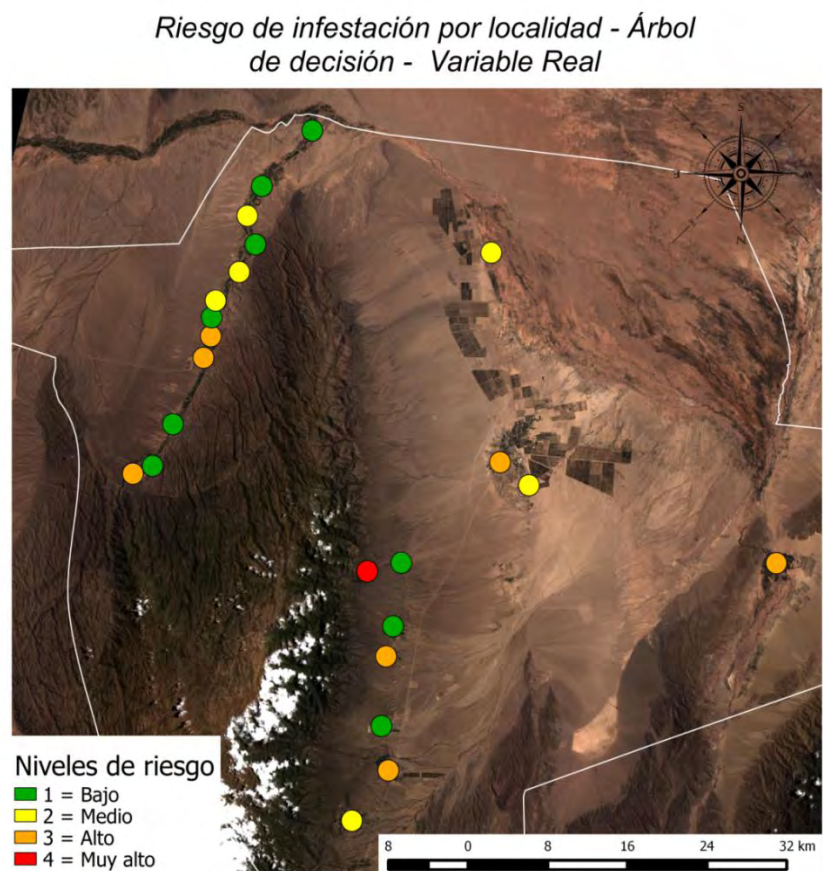 Riesgo de infestación por localidad - Árbol
de decisión - Variable Real
S
E
N
Niveles de riesgo
1 = Bajo
2 = Medio
3 = Alto
4 = Muy alto
8 0 8 16 24 32 km